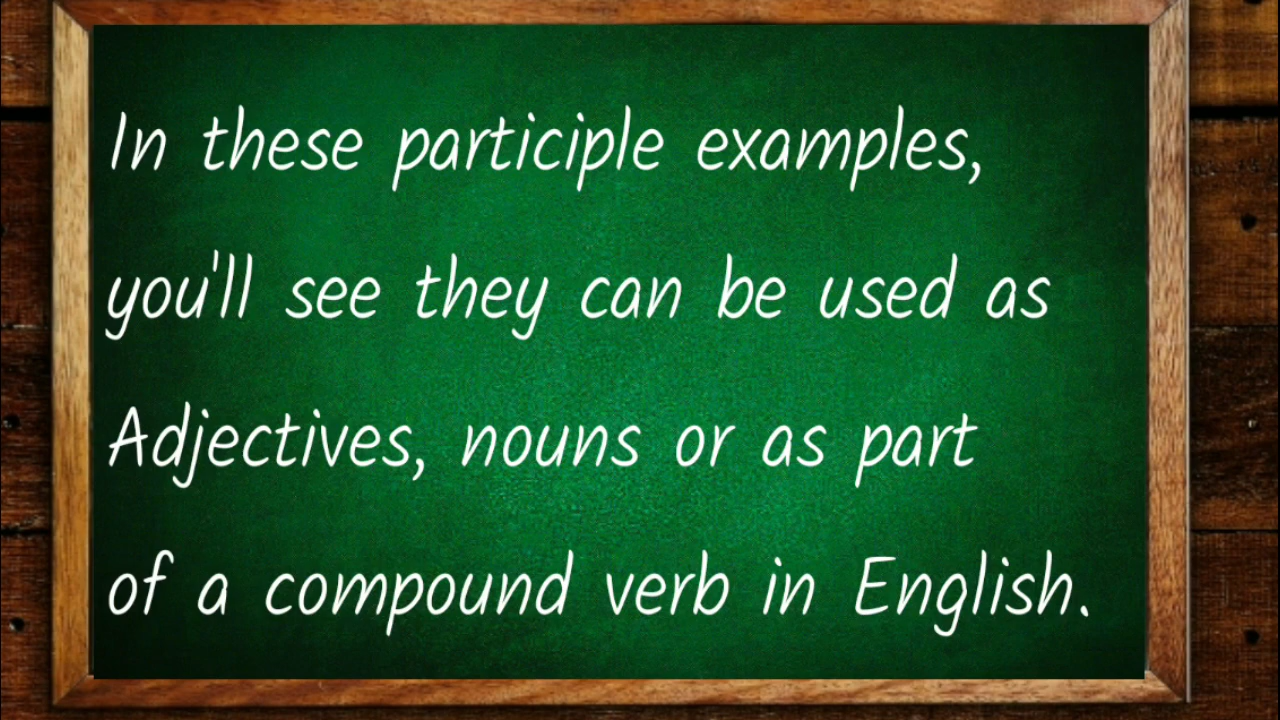 In these participle examples,
you'll see they can be used as
Adjectives, nouns or as part
of a compound verb in English.